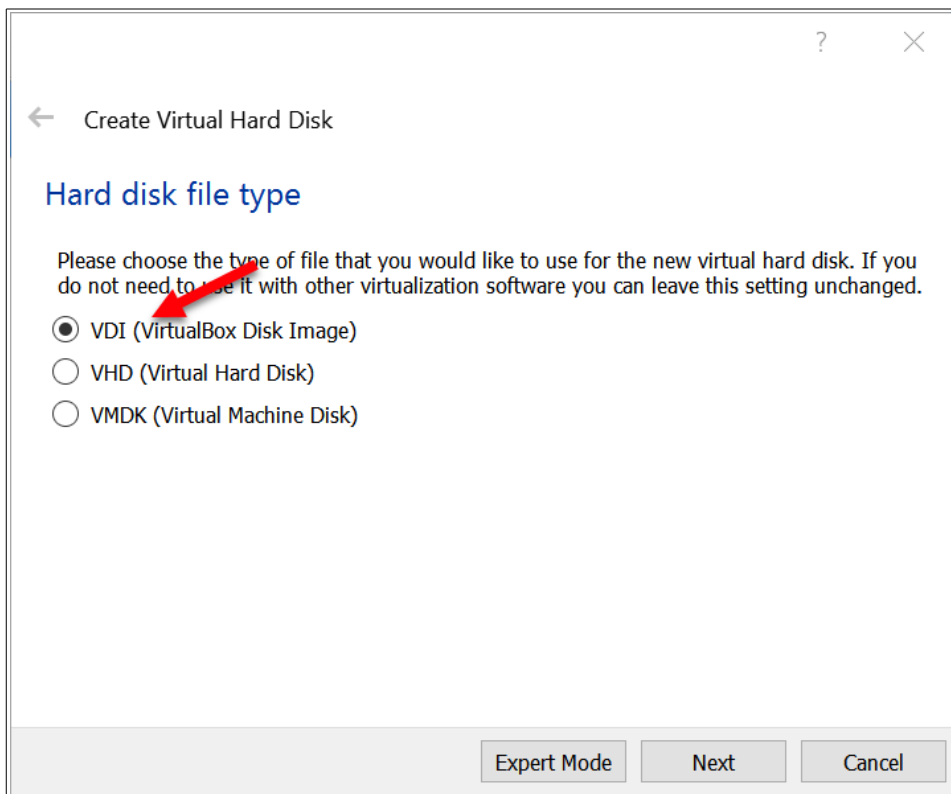 ?
Create Virtual Hard Disk
Hard disk file type
Please choose the type of file that you would like to use for the new virtual hard disk. If you
do not need to use it with other virtualization software you can leave this setting unchanged.
VDI (VirtualBox Disk Image)
VHD (Virtual Hard Disk)
VMDK (Virtual Machine Disk)
Expert Mode Next Cancel